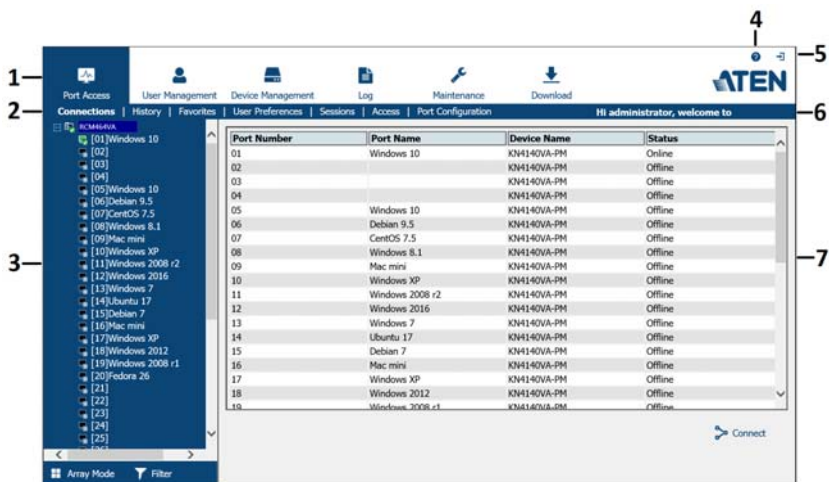 4
5
1
Port Access
User Management
Device Management
Log
Maintenance
Download
ATEN
2
Connections | History | Favorites | User Preferences | Sessions | Access | Port Configuration
Hi administrator, welcome to
6
3
RCM464VA
[01]Windows 10
[02]
[03]
[04]
[05]Windows 10
[06]Debian 9.5
[07]CentOS 7.5
[08]Windows 8.1
[09]Mac mini
[10]Windows XP
[11]Windows 2008 r2
[12]Windows 2016
[13]Windows 7
[14]Ubuntu 17
[15]Debian 7
[16]Mac mini
[17]Windows XP
[18]Windows 2012
[19]Windows 2008 r1
[20]Fedora 26
[21]
[22]
[23]
[24]
[25]
Array Mode
Filter
Port Number Port Name Device Name Status
01 Windows 10 KN4140VA-PM Online
02 KN4140VA-PM Offline
03 KN4140VA-PM Offline
04 KN4140VA-PM Offline
05 Windows 10 KN4140VA-PM Offline
06 Debian 9.5 KN4140VA-PM Offline
07 CentOS 7.5 KN4140VA-PM Offline
08 Windows 8.1 KN4140VA-PM Offline
09 Mac mini KN4140VA-PM Offline
10 Windows XP KN4140VA-PM Offline
11 Windows 2008 r2 KN4140VA-PM Offline
12 Windows 2016 KN4140VA-PM Offline
13 Windows 7 KN4140VA-PM Offline
14 Ubuntu 17 KN4140VA-PM Offline
15 Debian 7 KN4140VA-PM Offline
16 Mac mini KN4140VA-PM Offline
17 Windows XP KN4140VA-PM Offline
18 Windows 2012 KN4140VA-PM Offline
19 Windows 2008 r1 KN4140VA-PM Offline
7
Connect